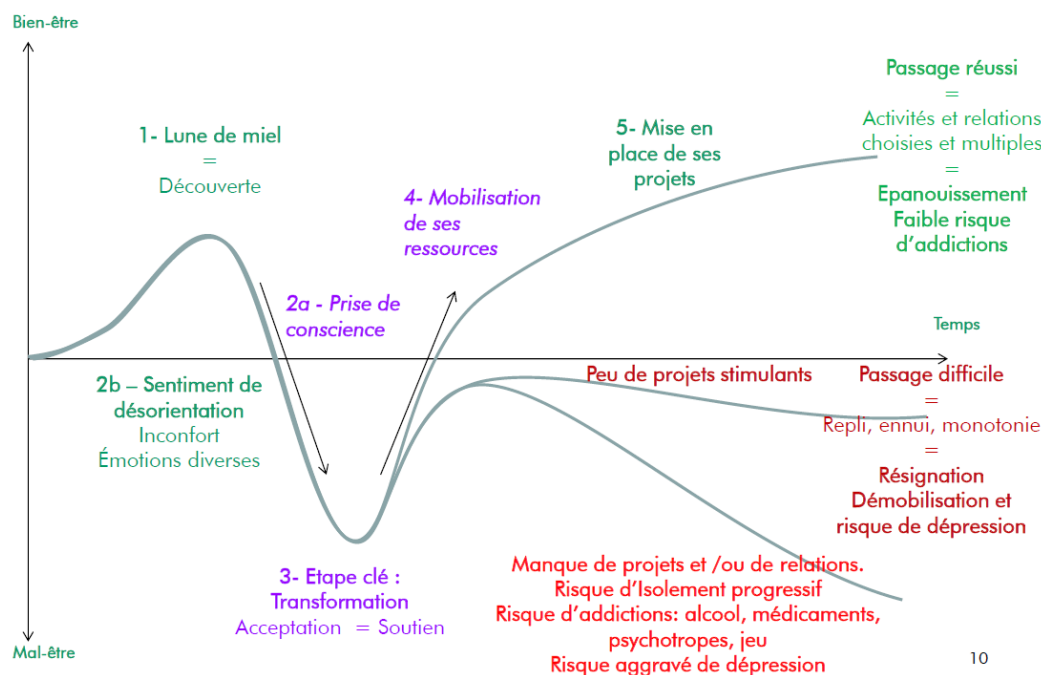 Bien-être
1- Lune de miel
=
Découverte
2a - Prise de
conscience
2b – Sentiment de
désorientation
Inconfort
Émotions diverses
3- Etape clé :
Transformation
Acceptation = Soutien
4- Mobilisation
de ses
ressources
5- Mise en
place de ses
projets
Passage réussi
=
Activités et relations
choisies et multiples
=
Epanouissement
Faible risque
d’addictions
Temps
Peu de projets stimulants
Passage difficile
=
Repli, ennui, monotonie
=
Résignation
Démobilisation et
risque de dépression
Manque de projets et /ou de relations.
Risque d’Isolement progressif
Risque d’addictions: alcool, médicaments,
psychotropes, jeu
Risque aggravé de dépression
Mal-être
10